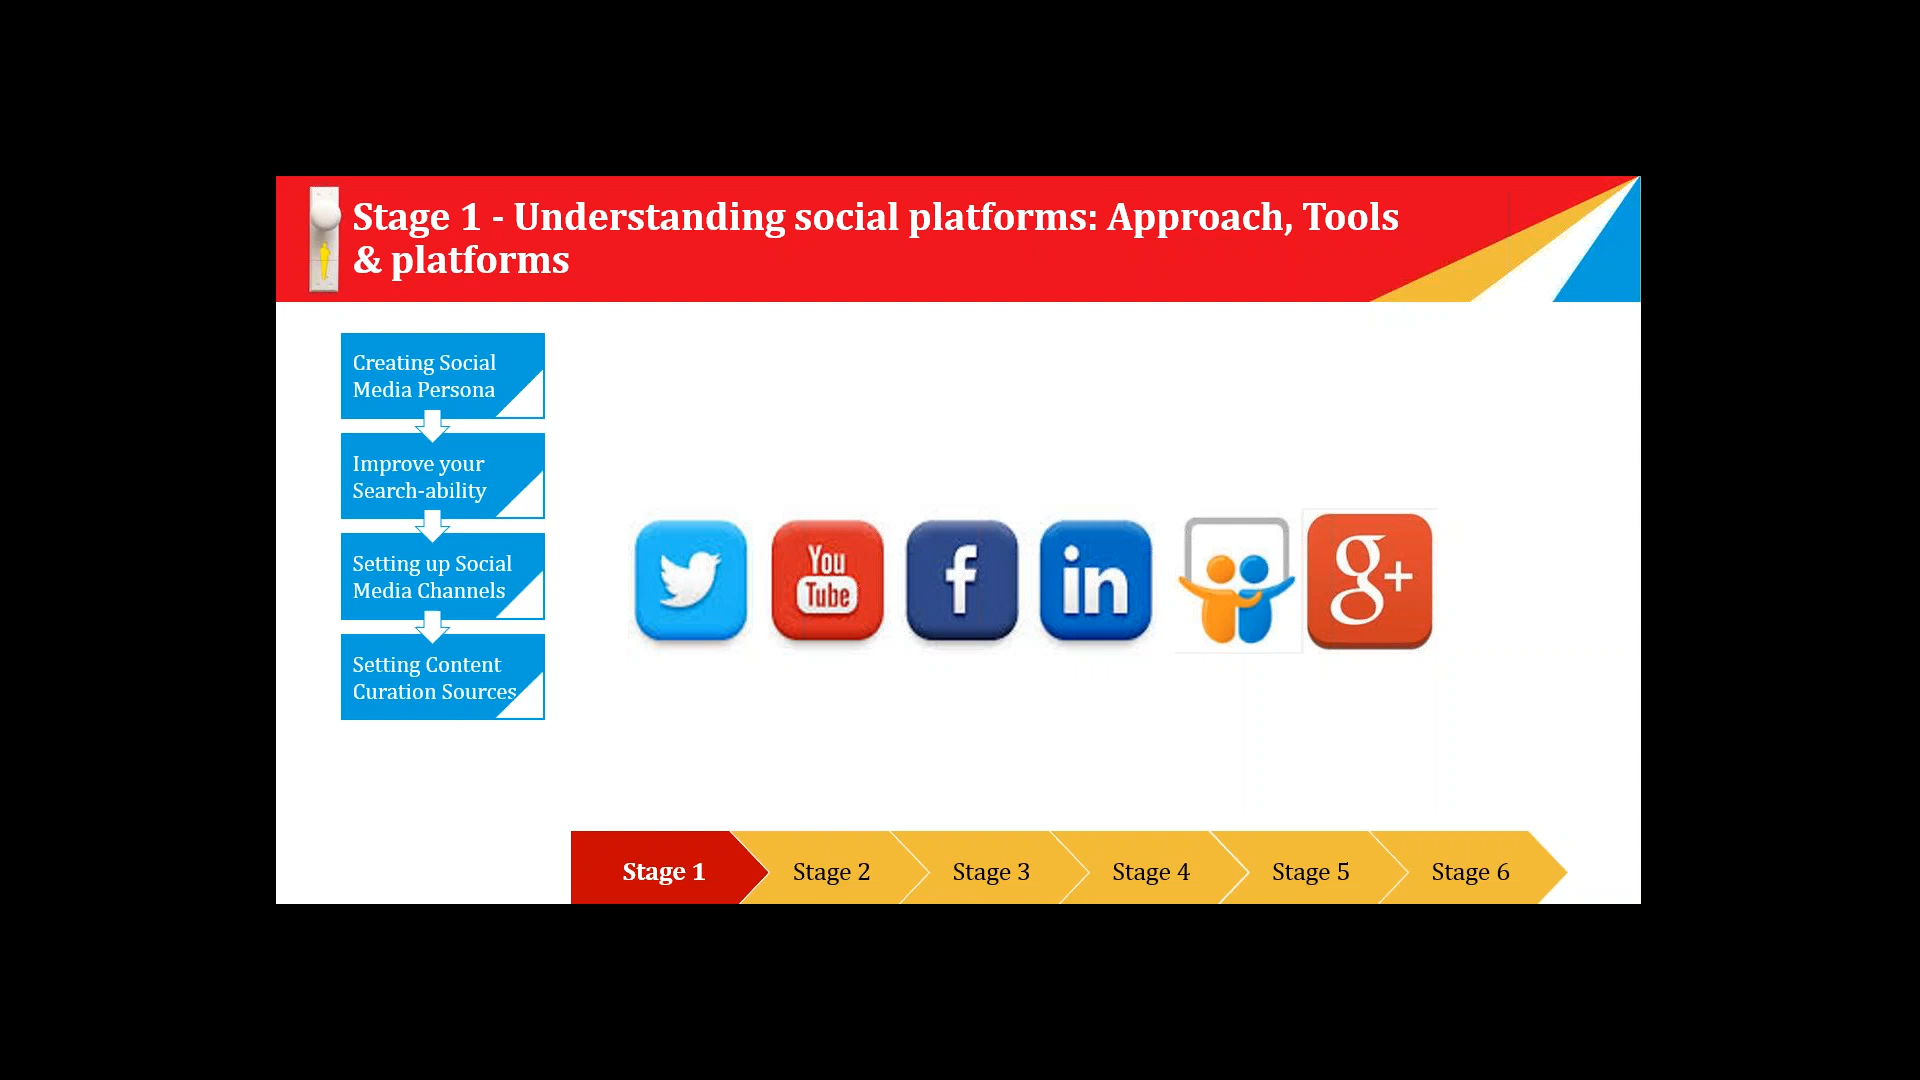 Stage 1 - Understanding social platforms: Approach, Tools
& platforms
Creating Social
Media Persona
Improve your
Search-ability
Setting up Social
Media Channels
Setting Content
Curation Sources
You
Tube
f
in
g+
Stage 1
Stage 2
Stage 3
Stage 4
Stage 5
Stage 6